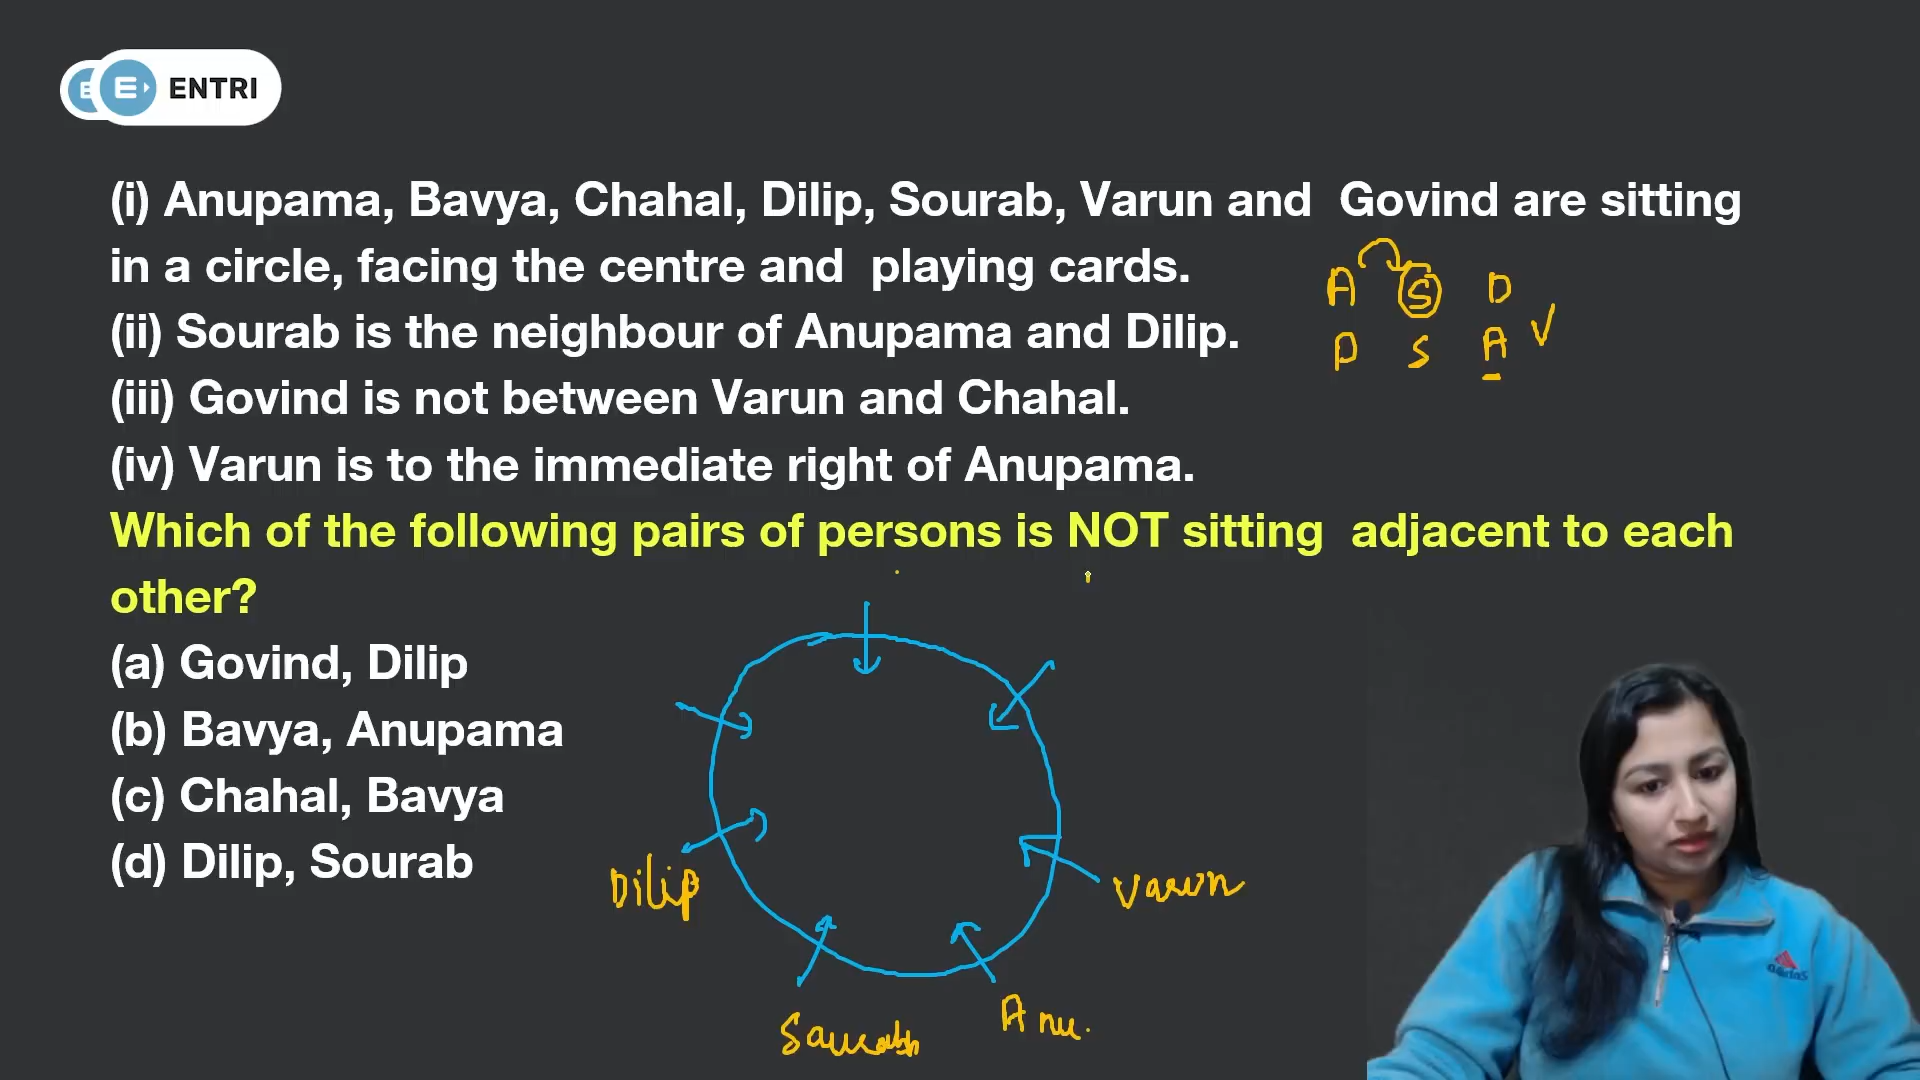 ENTRI
(i) Anupama, Bavya, Chahal, Dilip, Sourab, Varun and Govind are sitting
in a circle, facing the centre and playing cards.
(ii) Sourab is the neighbour of Anupama and Dilip.
(iii) Govind is not between Varun and Chahal.
(iv) Varun is to the immediate right of Anupama.
A S D
D S A V
Which of the following pairs of persons is NOT sitting adjacent to each
other?
(a) Govind, Dilip
(b) Bavya, Anupama
(c) Chahal, Bavya
(d) Dilip, Sourab
Dilip
Varun
Anu.
adidas